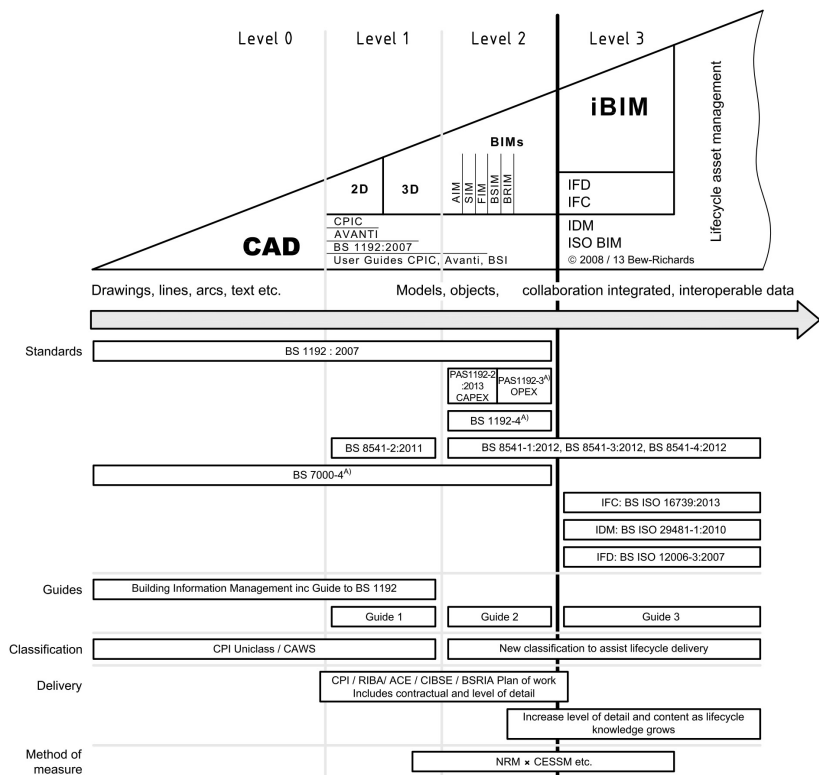 Level 0 Level 1 Level 2 Level 3
iBIM
Lifecycle asset management
BIMs
2D 3D
AIM
SIM
FIM
BSIM
BRIM
IFD
IFC
CPIC
AVANTI
BS 1192:2007
User Guides CPIC, Avanti, BSI
CAD
IDM
ISO BIM
© 2008 / 13 Bew-Richards
Drawings, lines, arcs, text etc. Models, objects, collaboration integrated, interoperable data
Standards
BS 1192 : 2007
PAS1192-2
:2013
CAPEX
PAS1192-3A)
OPEX
BS 1192-4A)
BS 8541-2:2011
BS 8541-1:2012, BS 8541-3:2012, BS 8541-4:2012
BS 7000-4A)
IFC: BS ISO 16739:2013
IDM: BS ISO 29481-1:2010
IFD: BS ISO 12006-3:2007
Guides
Building Information Management inc Guide to BS 1192
Guide 1 Guide 2 Guide 3
Classification
CPI Uniclass / CAWS
New classification to assist lifecycle delivery
Delivery
CPI / RIBA/ ACE / CIBSE / BSRIA Plan of work
Includes contractual and level of detail
Increase level of detail and content as lifecycle
knowledge grows
Method of
measure
NRM × CESSM etc.